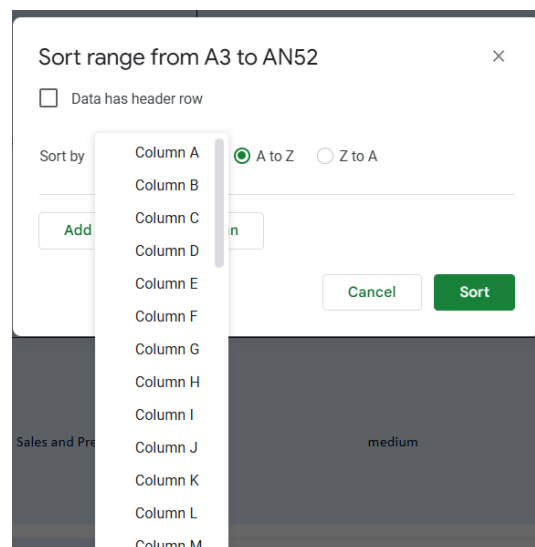 Sort range from A3 to AN52
Data has header row
Sort by
Column A
A to Z
Z to A
Column B
Column C
Add
n
Column D
Column E
Cancel
Sort
Column F
Column G
Column H
Column I
Sales and Pre
Column J
medium
Column K
Column L
Column M